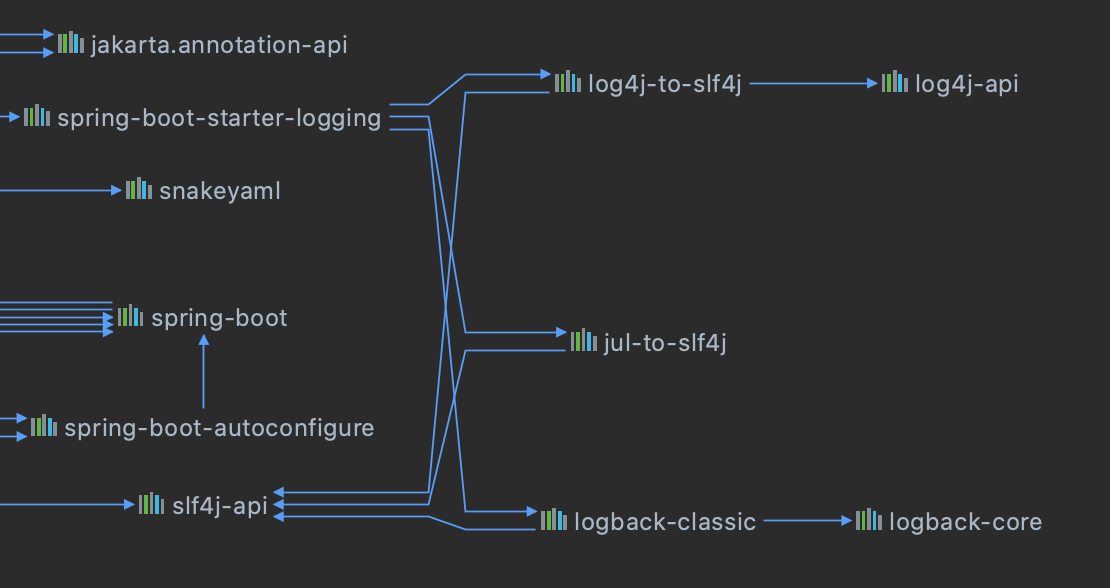 jakarta.annotation-api
log4j-to-slf4j
log4j-api
spring-boot-starter-logging
snakeyaml
spring-boot
jul-to-slf4j
spring-boot-autoconfigure
slf4j-api
logback-classic
logback-core